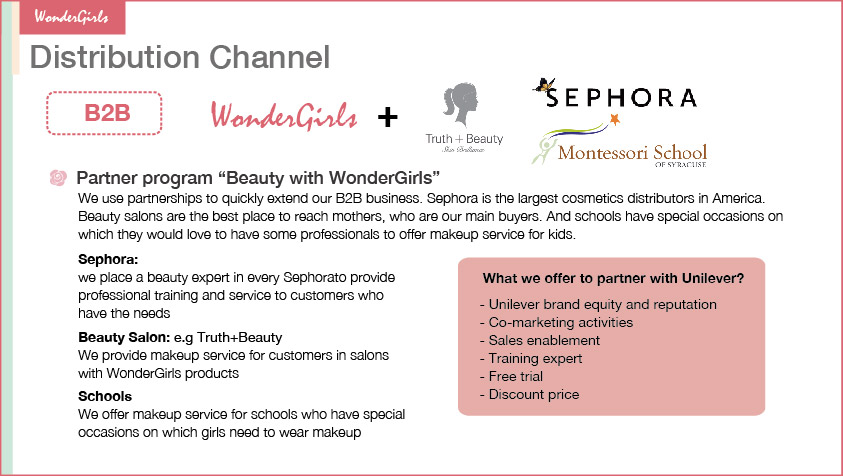 WonderGirls
Distribution Channel
B2B
WonderGirls
+
Truth + Beauty
Skin Brilliance
SEPHORA
Montessori School
OF SYRACUSE
Partner program “Beauty with WonderGirls”
We use partnerships to quickly extend our B2B business. Sephora is the largest cosmetics distributors in America.
Beauty salons are the best place to reach mothers, who are our main buyers. And schools have special occasions on
which they would love to have some professionals to offer makeup service for kids.
Sephora:
we place a beauty expert in every Sephorato provide
professional training and service to customers who
have the needs
Beauty Salon: e.g Truth+Beauty
We provide makeup service for customers in salons
with WonderGirls products
Schools
We offer makeup service for schools who have special
occasions on which girls need to wear makeup
What we offer to partner with Unilever?
- Unilever brand equity and reputation
- Co-marketing activities
- Sales enablement
- Training expert
- Free trial
- Discount price